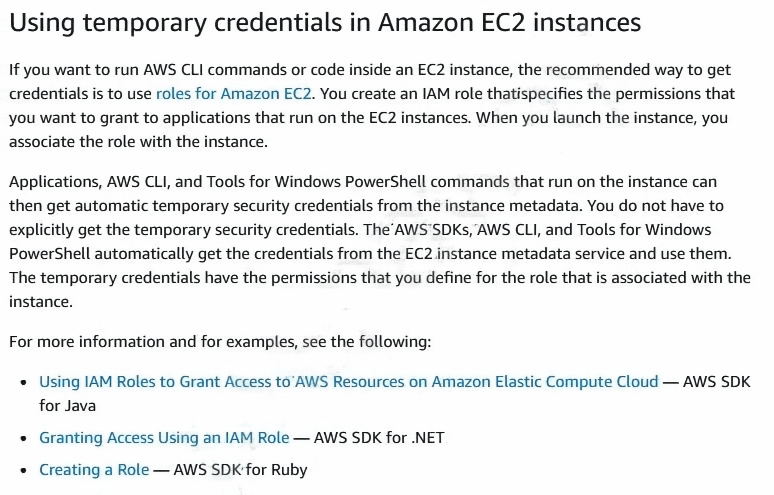 Using temporary credentials in Amazon EC2 instances
If you want to run AWS CLI commands or code inside an EC2 instance, the recommended way to get
credentials is to use roles for Amazon EC2. You create an IAM role thatispecifies the permissions that
you want to grant to applications that run on the EC2 instances. When you launch the instance, you
associate the role with the instance.
Applications, AWS CLI, and Tools for Windows PowerShell commands that run on the instance can
then get automatic temporary security credentials from the instance metadata. You do not have to
explicitly get the temporary security credentials. The AWS SDKs, AWS CLI, and Tools for Windows
PowerShell automatically get the credentials from the EC2 instance metadata service and use them.
The temporary credentials have the permissions that you define for the role that is associated with the
instance.
For more information and for examples, see the following:
• Using IAM Roles to Grant Access to AWS Resources on Amazon Elastic Compute Cloud — AWS SDK
for Java
• Granting Access Using an IAM Role — AWS SDK for .NET
• Creating a Role — AWS SDK for Ruby